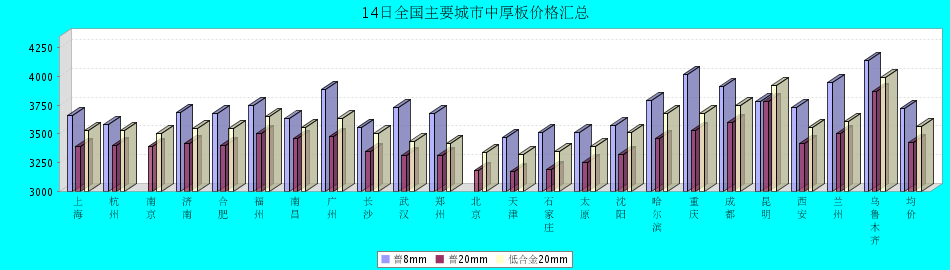 14日全国主要城市中厚板价格汇总
4250
4000
3750
3500
3250
3000
上海 杭州 南京 济南 合肥 福州 南昌 广州 长沙 武汉 郑州 北京 天津 石家庄 太原 沈阳 哈尔滨 重庆 成都 昆明 西安 兰州 乌鲁木齐 均价
普8mm 普20mm 低合金20mm